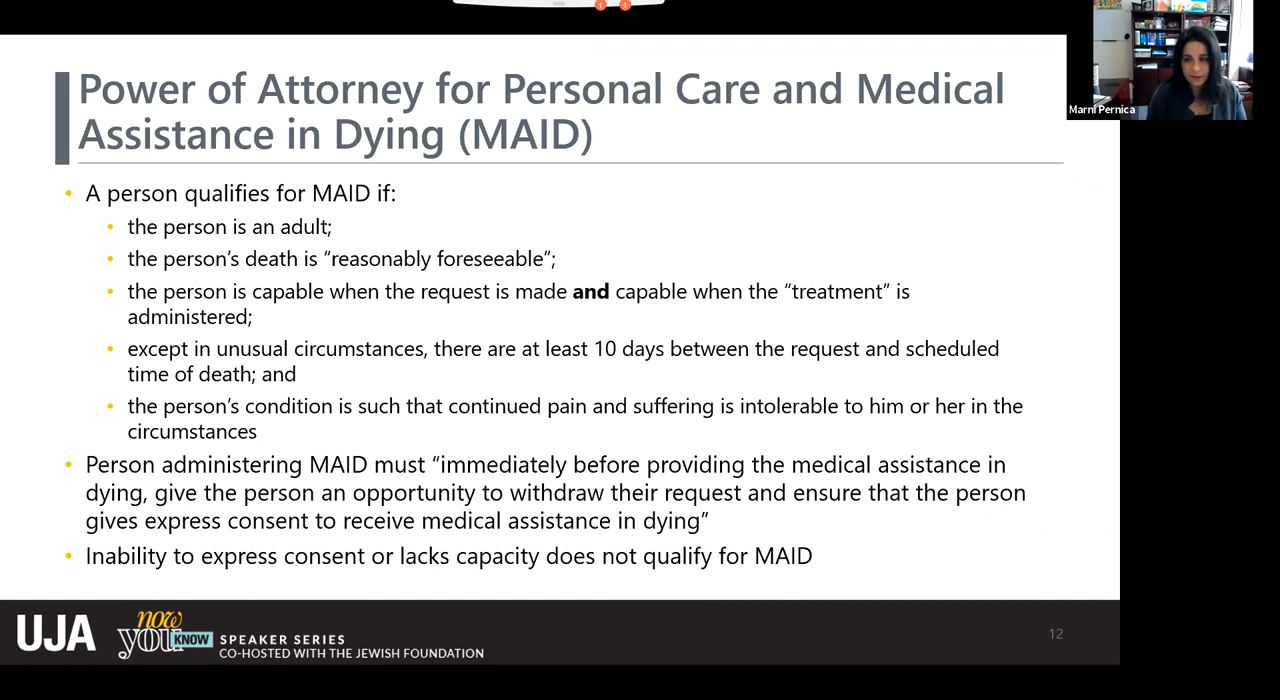 Power of Attorney for Personal Care and Medical
Assistance in Dying (MAID)
Marni Pernica
• A person qualifies for MAID if:
• the person is an adult;
• the person’s death is “reasonably foreseeable”;
• the person is capable when the request is made and capable when the “treatment” is
administered;
• except in unusual circumstances, there are at least 10 days between the request and scheduled
time of death; and
• the person’s condition is such that continued pain and suffering is intolerable to him or her in the
circumstances
• Person administering MAID must “immediately before providing the medical assistance in
dying, give the person an opportunity to withdraw their request and ensure that the person
gives express consent to receive medical assistance in dying”
• Inability to express consent or lacks capacity does not qualify for MAID
UJA
now
you KNOW
SPEAKER SERIES
CO-HOSTED WITH THE JEWISH FOUNDATION
12